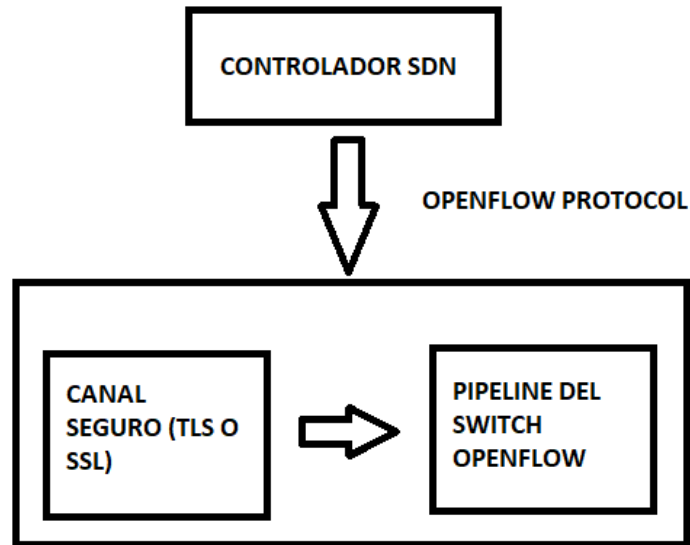 CONTROLADOR SDN
OPENFLOW PROTOCOL
CANAL
SEGURO (TLS O
SSL)
PIPELINE DEL
SWITCH
OPENFLOW